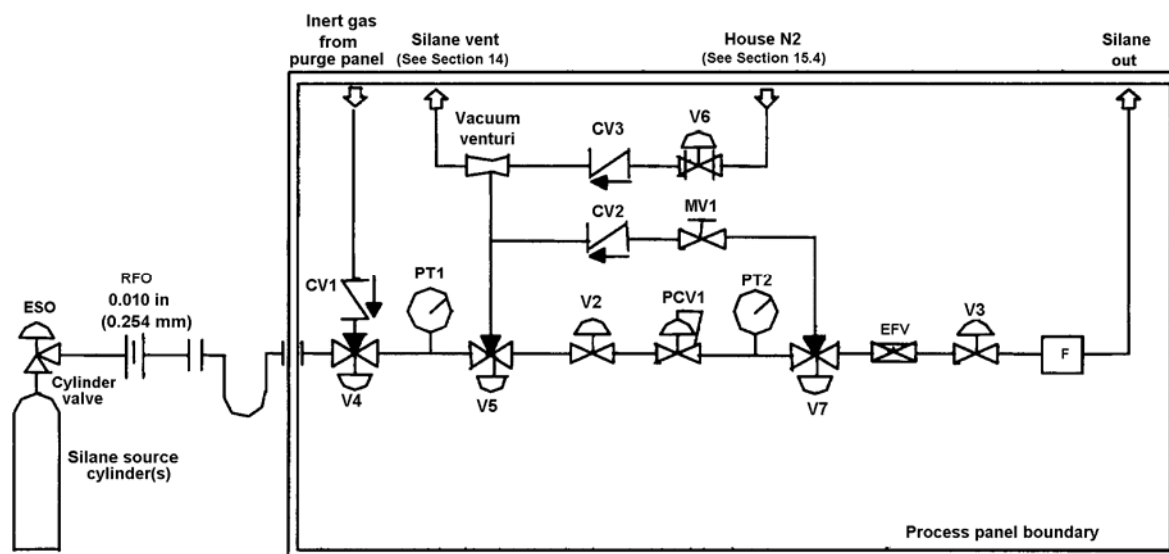 Inert gas
from
purge panel
Silane vent
(See Section 14)
House N2
(See Section 15.4)
Silane
out
Vacuum
venturi
CV3
V6
CV2
MV1
RFO
0.010 in
(0.254 mm)
ESO
CV1
PT1
V2
PCV1
PT2
EFV
V3
F
Cylinder
valve
V4
V5
V7
Silane source
cylinder(s)
Process panel boundary